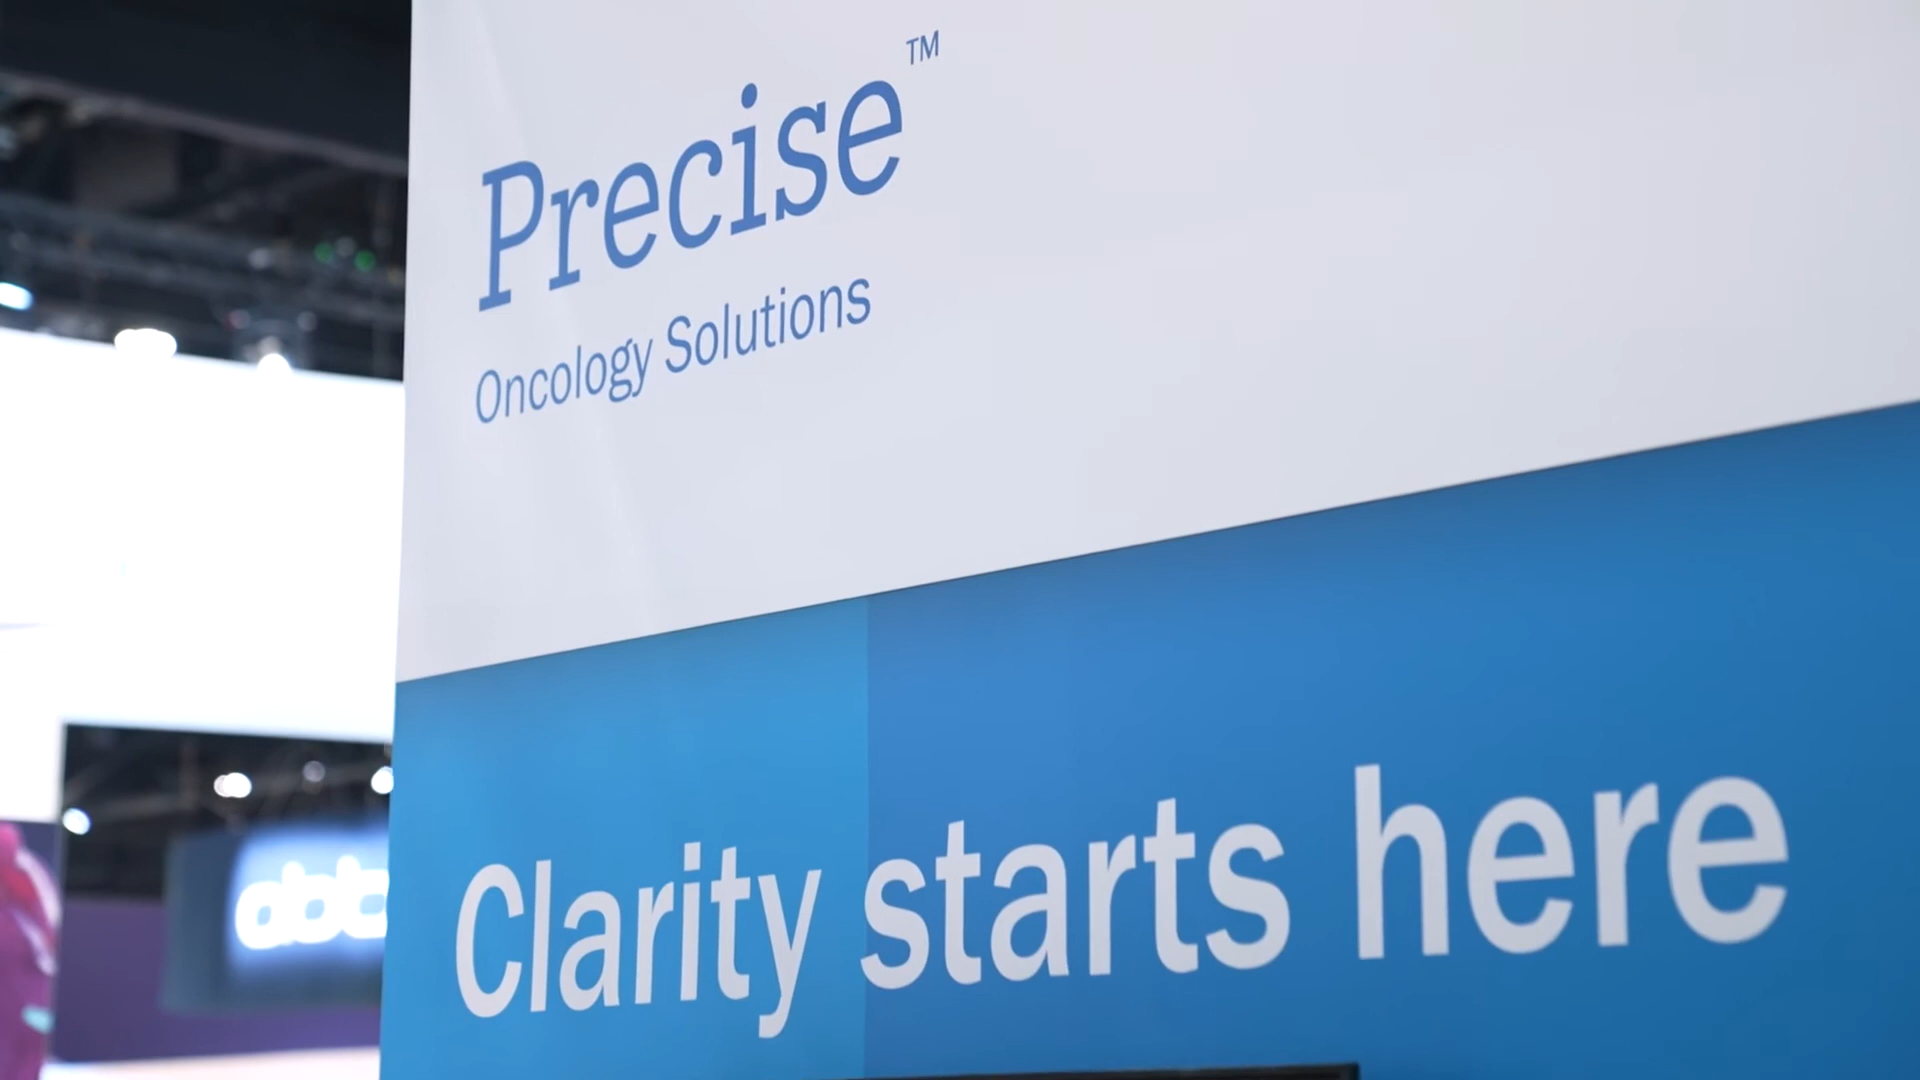 Precise™
Oncology Solutions
Clarity starts here